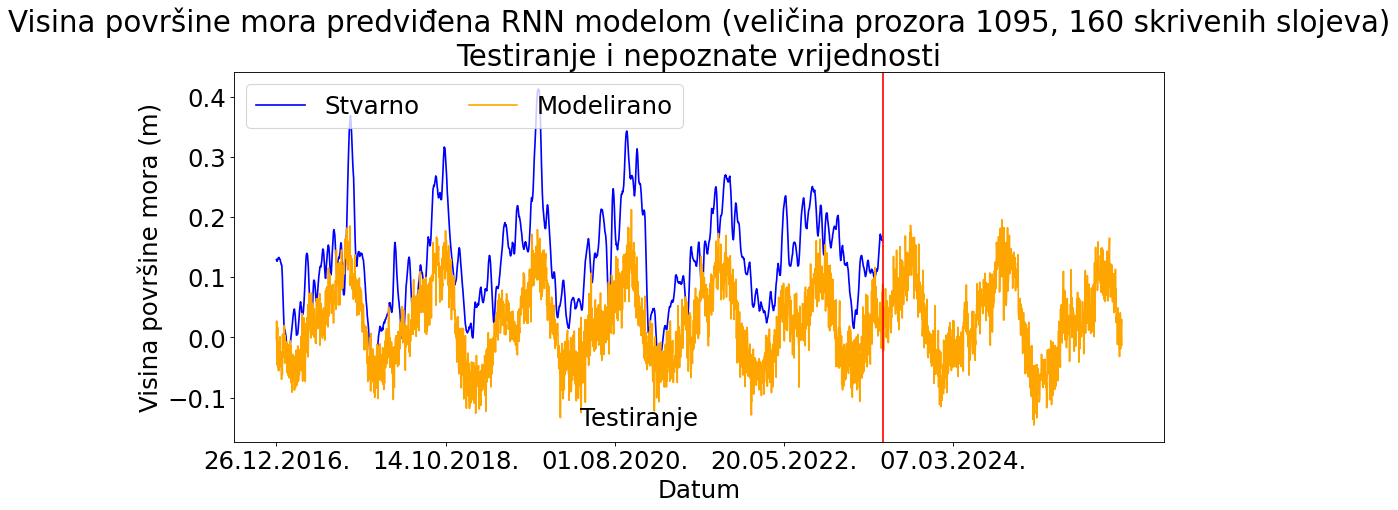 Visina površine mora predviđena RNN modelom (veličina prozora 1095, 160 skrivenih slojeva)
Testiranje i nepoznate vrijednosti
Stvarno Modelirano
Visina površine mora (m)
0.4
0.3
0.2
0.1
0.0
−0.1
Testiranje
26.12.2016. 14.10.2018. 01.08.2020. 20.05.2022. 07.03.2024.
Datum